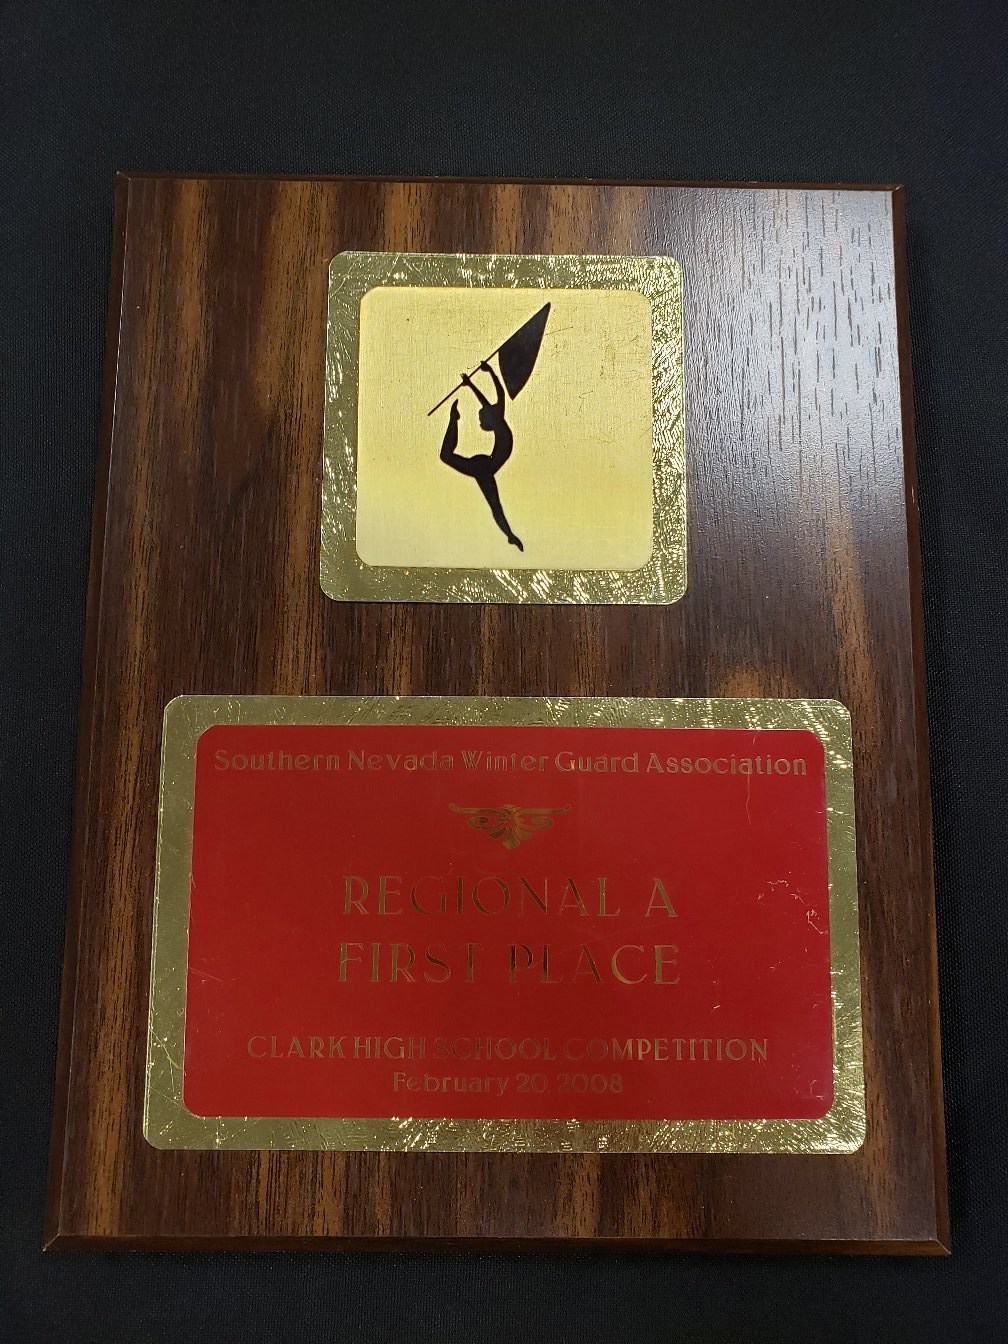 Southern Nevada Winter Guard Association
REGIONAL A
FIRST PLACE
CLARK HIGH SCHOOL COMPETITION
February 20 2008